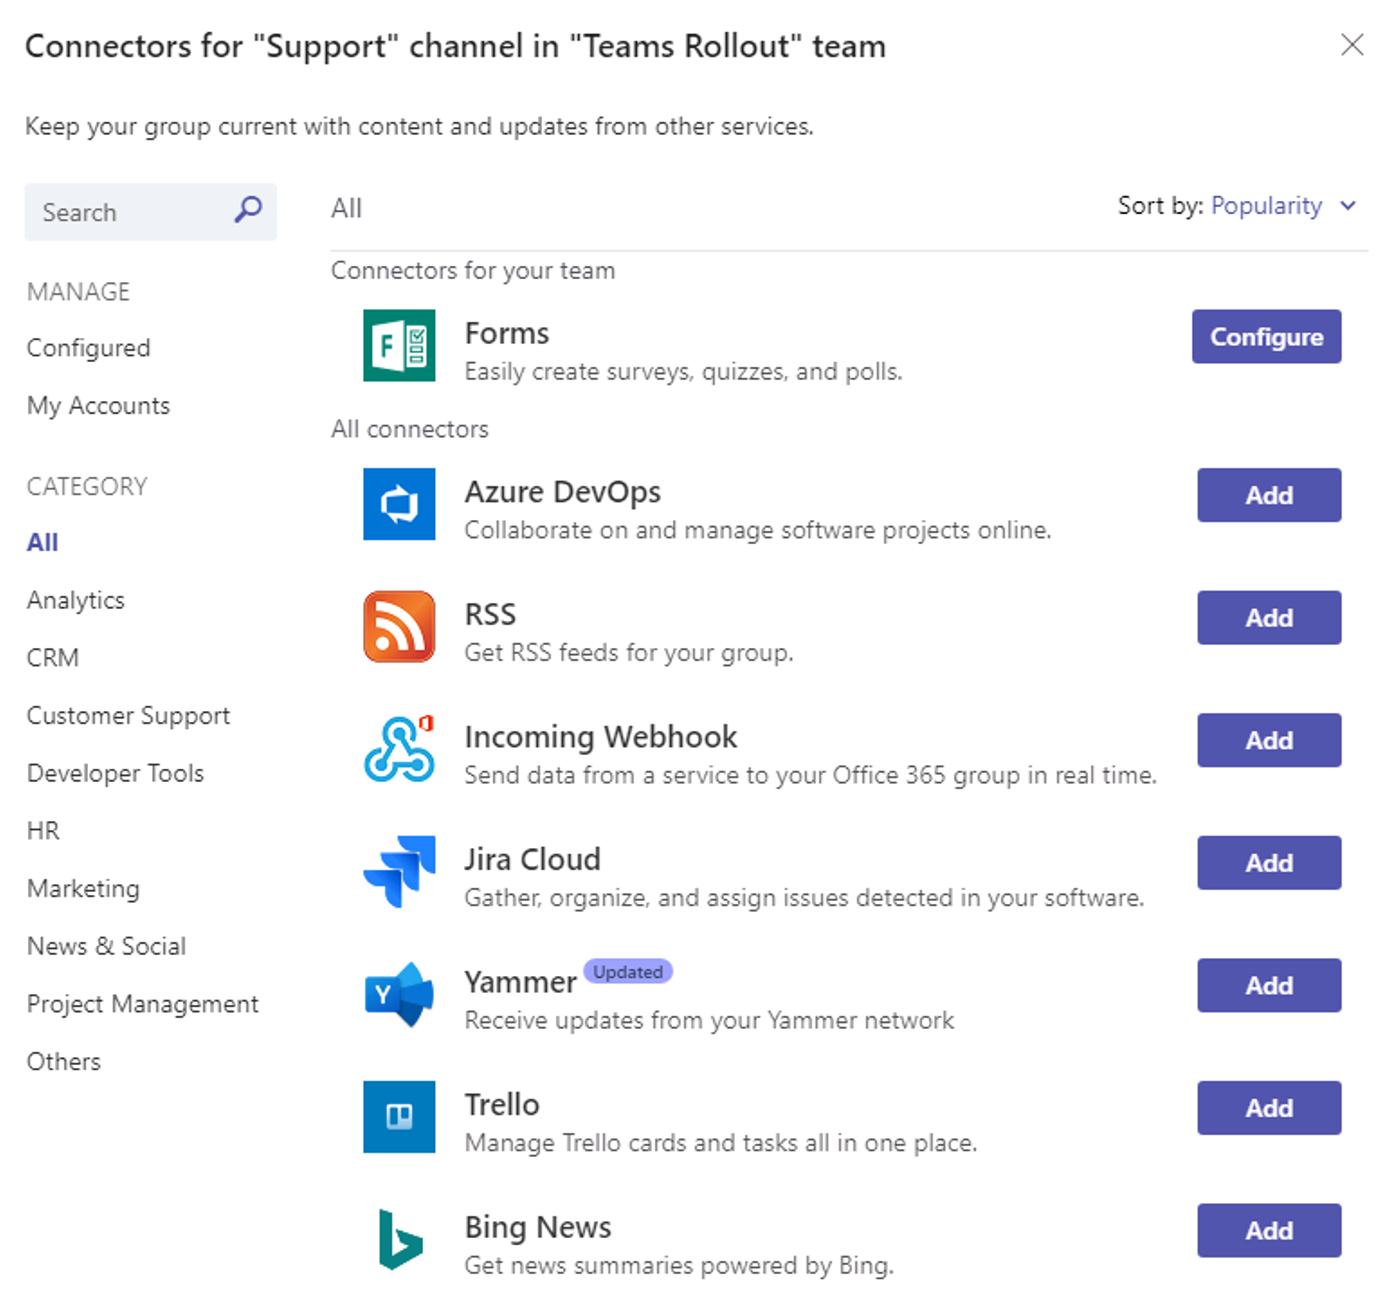 Connectors for "Support" channel in "Teams Rollout" team
Keep your group current with content and updates from other services.
Search
MANAGE
Configured
My Accounts
CATEGORY
All
Analytics
CRM
Customer Support
Developer Tools
HR
Marketing
News & Social
Project Management
Others
All
Sort by: Popularity
Connectors for your team
F
Forms
Easily create surveys, quizzes, and polls.
Configure
All connectors
Azure DevOps
Collaborate on and manage software projects online.
Add
RSS
Get RSS feeds for your group.
Add
Incoming Webhook
Send data from a service to your Office 365 group in real time.
Add
Jira Cloud
Gather, organize, and assign issues detected in your software.
Add
Y
Yammer Updated
Receive updates from your Yammer network
Add
Trello
Manage Trello cards and tasks all in one place.
Add
Bing News
Get news summaries powered by Bing.
Add